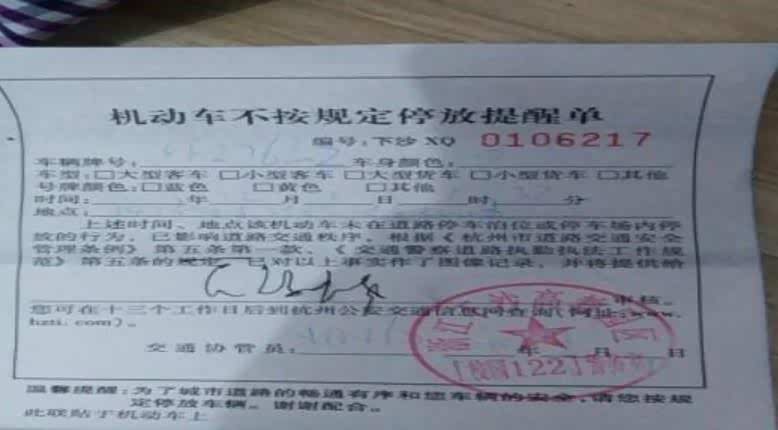 机动车不按规定停放提醒单
编号:下沙 XQ 0106217
车辆牌号: 车身颜色:
车型:□大型客车 □小型客车 □大型货车 □小型货车 □其他
号牌颜色:□蓝色 □黄色 □其他
时间: 年 月 日 时 分
地点:
上述时间、地点该机动车未在道路停车泊位或停车场内停
放的行为,已影响道路交通秩序,根据《杭州市道路交通安全
管理条例》第五条第一款、《交通警察道路执勤执法工作规
范》第五条的规定 已对以上事实作了图像记录,并将提供给
审核。
您可在十三个工作日后到杭州公安交通信息网查询(网址:www.
hzti.com)。
交通协管员: 年 月 日
温馨提醒:为了城市道路的畅通有序和您车辆的安全,请您按规
定停放车辆。谢谢配合。
此联贴于机动车上